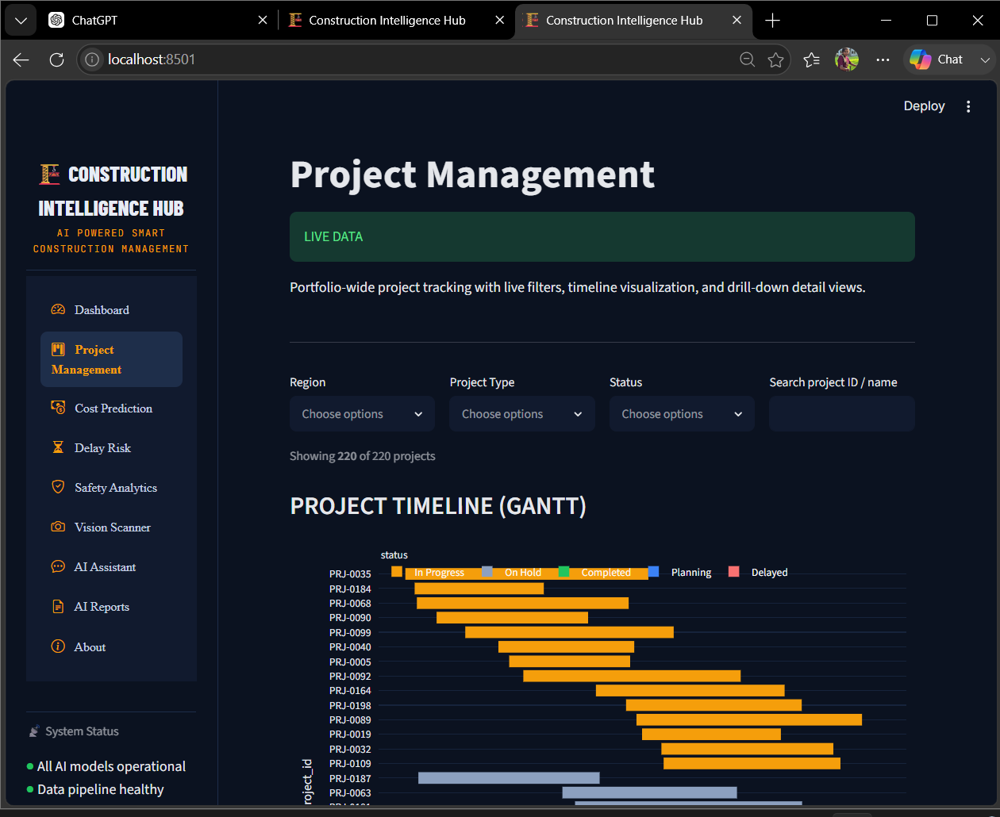 ChatGPT
Construction Intelligence Hub
Construction Intelligence Hub
localhost:8501
Chat
Deploy
CONSTRUCTION
INTELLIGENCE HUB
AI POWERED SMART
CONSTRUCTION MANAGEMENT
Dashboard
Project
Management
Cost Prediction
Delay Risk
Safety Analytics
Vision Scanner
AI Assistant
AI Reports
About
System Status
All AI models operational
Data pipeline healthy
Project Management
LIVE DATA
Portfolio-wide project tracking with live filters, timeline visualization, and drill-down detail views.
Region
Project Type
Status
Search project ID / name
Choose options
Choose options
Choose options
Showing 220 of 220 projects
PROJECT TIMELINE (GANTT)
status
In Progress
On Hold
Completed
Planning
Delayed
PRJ-0035
PRJ-0184
PRJ-0068
PRJ-0090
PRJ-0099
PRJ-0040
PRJ-0005
PRJ-0092
PRJ-0164
PRJ-0198
PRJ-0089
PRJ-0019
PRJ-0032
PRJ-0109
PRJ-0187
PRJ-0063
roject_id